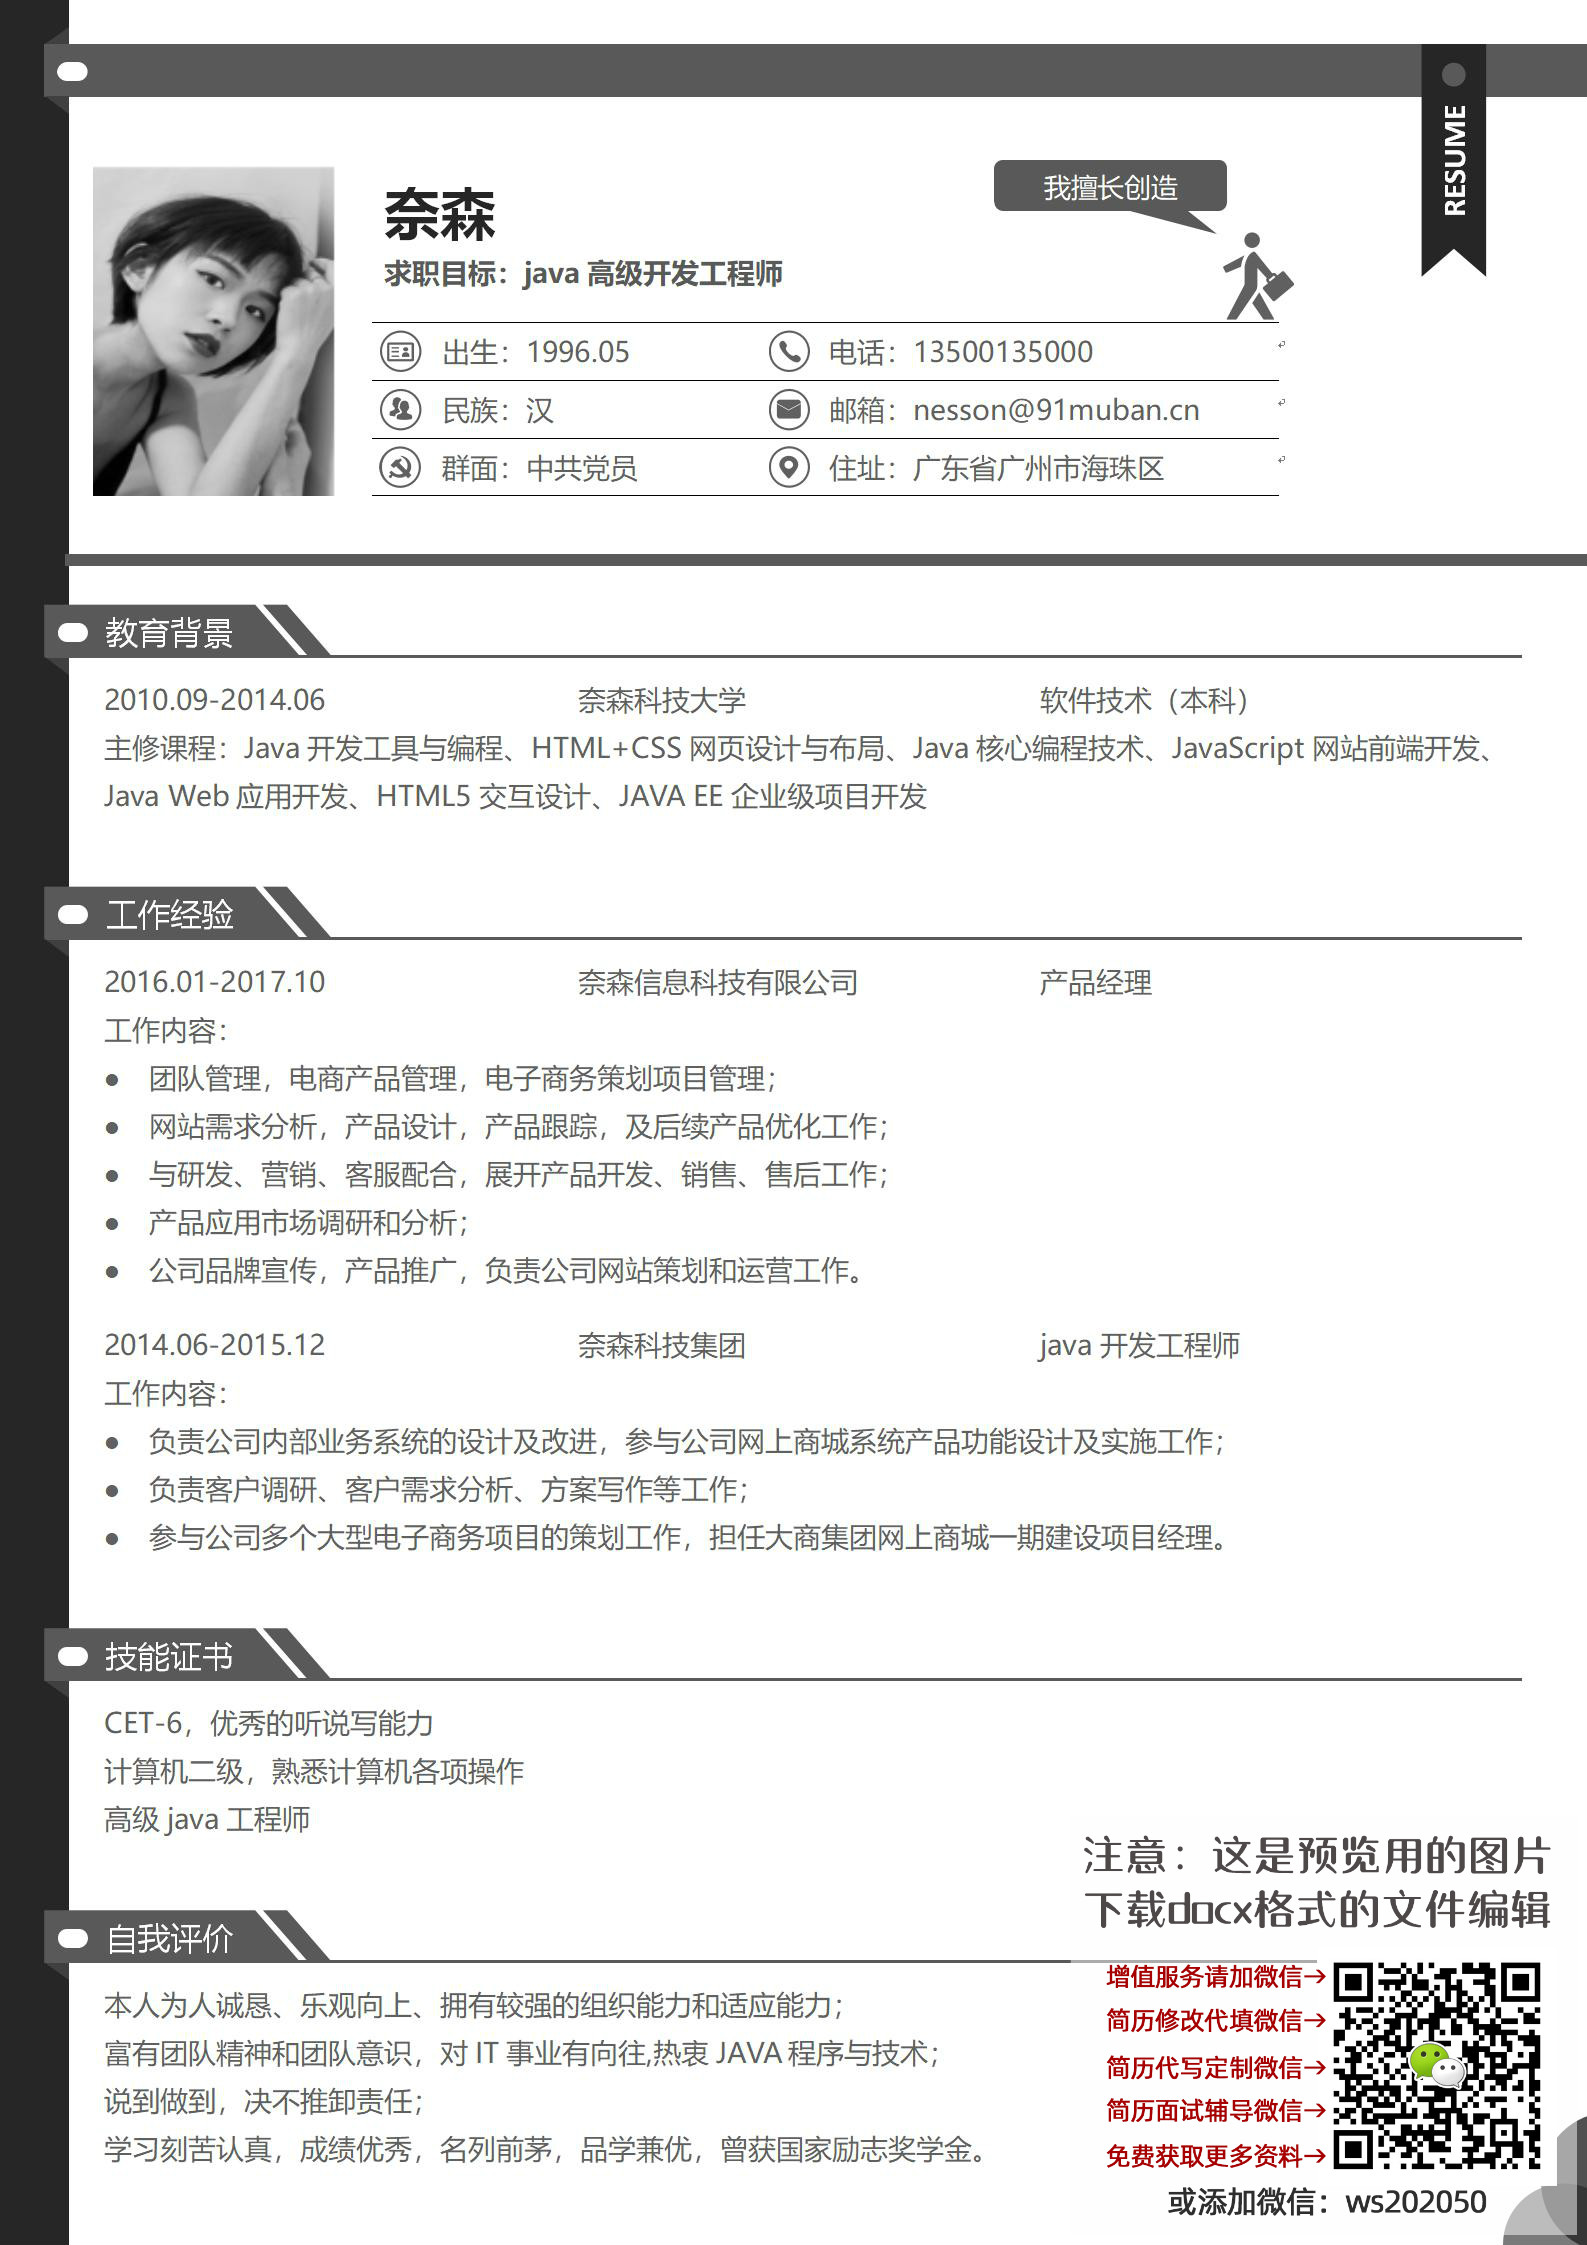 RESUME
我擅长创造
奈森
求职目标：java 高级开发工程师
出生：1996.05 电话：13500135000
民族：汉 邮箱：nesson@91muban.cn
群面：中共党员 住址：广东省广州市海珠区
教育背景
2010.09-2014.06 奈森科技大学 软件技术（本科）
主修课程：Java 开发工具与编程、HTML+CSS 网页设计与布局、Java 核心编程技术、JavaScript 网站前端开发、
Java Web 应用开发、HTML5 交互设计、JAVA EE 企业级项目开发
工作经验
2016.01-2017.10 奈森信息科技有限公司 产品经理
工作内容：
● 团队管理，电商产品管理，电子商务策划项目管理；
● 网站需求分析，产品设计，产品跟踪，及后续产品优化工作；
● 与研发、营销、客服配合，展开产品开发、销售、售后工作；
● 产品应用市场调研和分析；
● 公司品牌宣传，产品推广，负责公司网站策划和运营工作。
2014.06-2015.12 奈森科技集团 java 开发工程师
工作内容：
● 负责公司内部业务系统的设计及改进，参与公司网上商城系统产品功能设计及实施工作；
● 负责客户调研、客户需求分析、方案写作等工作；
● 参与公司多个大型电子商务项目的策划工作，担任大商集团网上商城一期建设项目经理。
技能证书
CET-6，优秀的听说写能力
计算机二级，熟悉计算机各项操作
高级 java 工程师
注意：这是预览用的图片
下载docx格式的文件编辑
自我评价
本人为人诚恳、乐观向上、拥有较强的组织能力和适应能力；
富有团队精神和团队意识，对 IT 事业有向往,热衷 JAVA 程序与技术；
说到做到，决不推卸责任；
学习刻苦认真，成绩优秀，名列前茅，品学兼优，曾获国家励志奖学金。
增值服务请加微信→
简历修改代填微信→
简历代写定制微信→
简历面试辅导微信→
免费获取更多资料→
或添加微信：ws202050